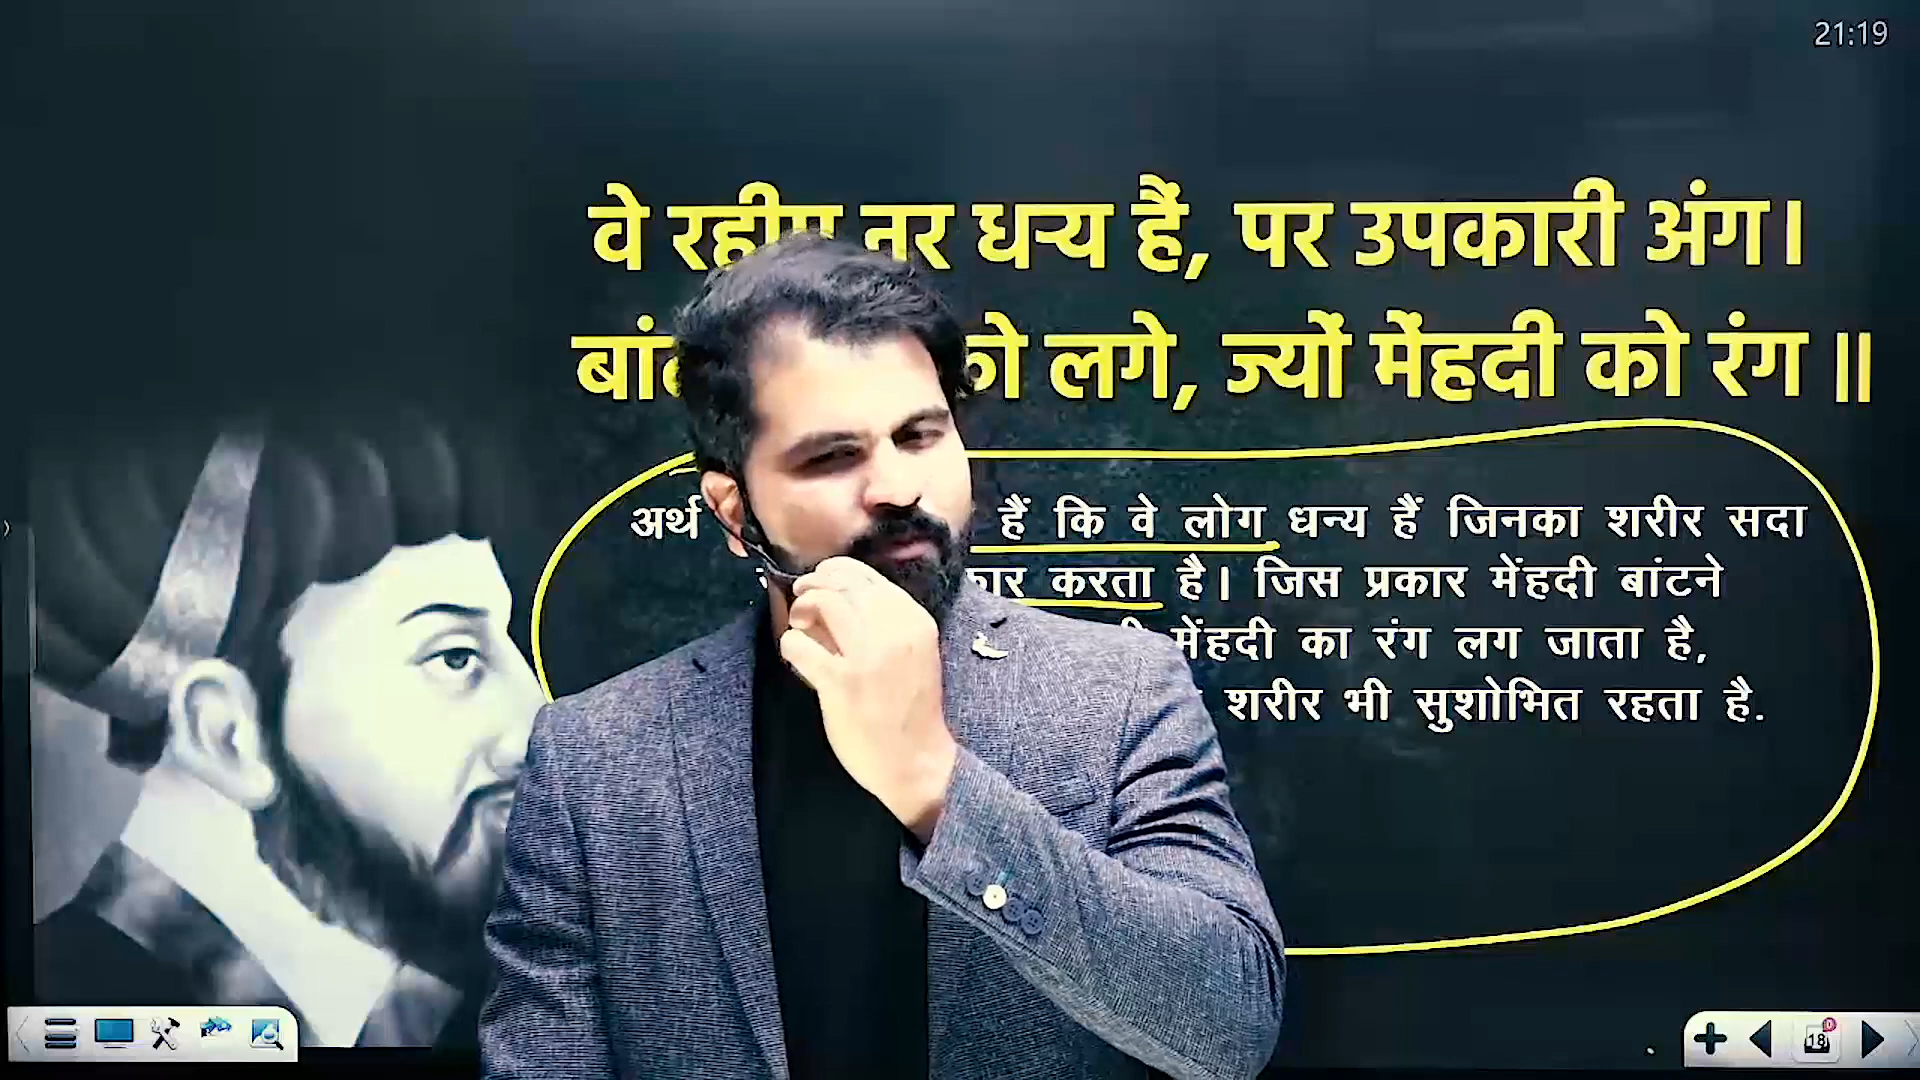 21:19
वे नर धन्य हैं, पर उपकारी अंग।
लगे, ज्यों मेंहदी को रंग ॥
अर्थ हैं कि वे लोग धन्य हैं जिनका शरीर सदा
करता है। जिस प्रकार मेंहदी बांटने
मेंहदी का रंग लग जाता है,
शरीर भी सुशोभित रहता है.
18